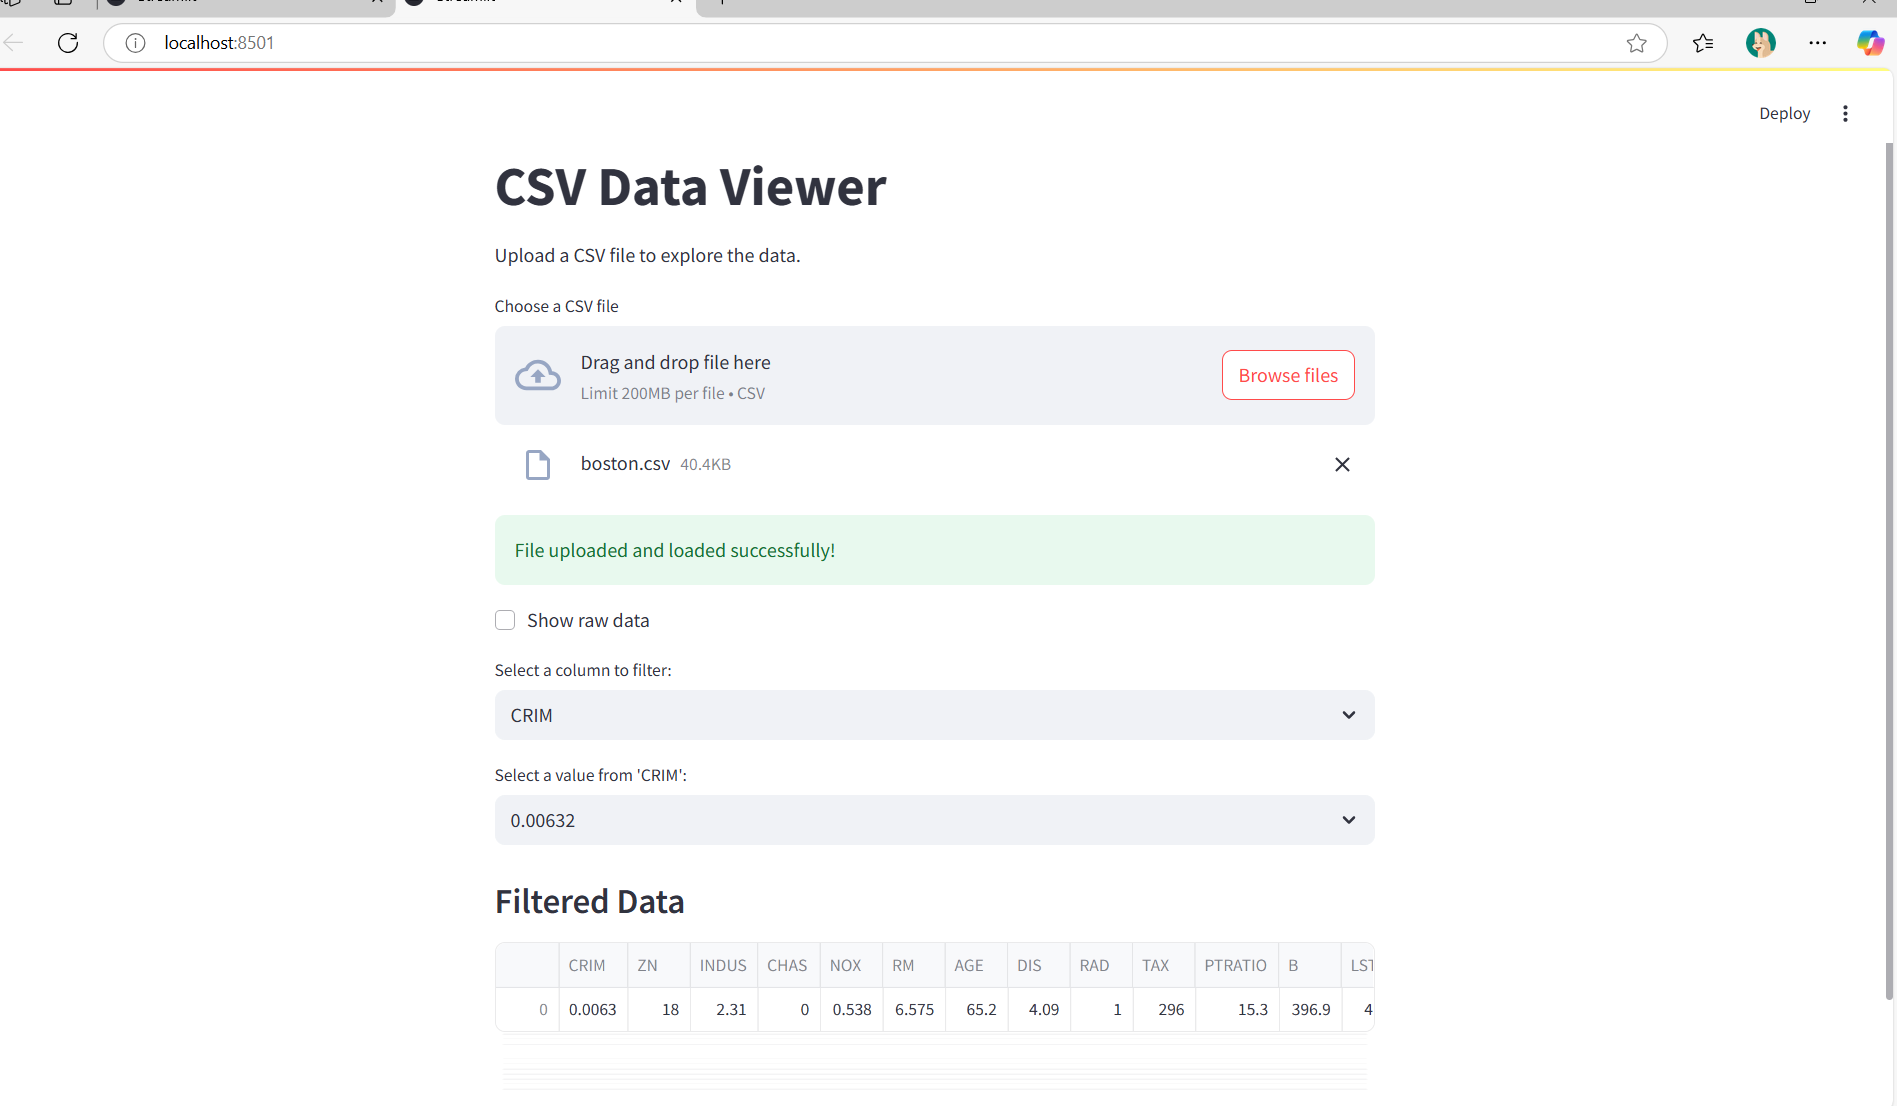 localhost:8501
Deploy
CSV Data Viewer
Upload a CSV file to explore the data.
Choose a CSV file
Drag and drop file here
Limit 200MB per file • CSV
Browse files
boston.csv 40.4KB
File uploaded and loaded successfully!
Show raw data
Select a column to filter:
CRIM
Select a value from 'CRIM':
0.00632
Filtered Data
CRIM ZN INDUS CHAS NOX RM AGE DIS RAD TAX PTRATIO B LST
0 0.0063 18 2.31 0 0.538 6.575 65.2 4.09 1 296 15.3 396.9 4